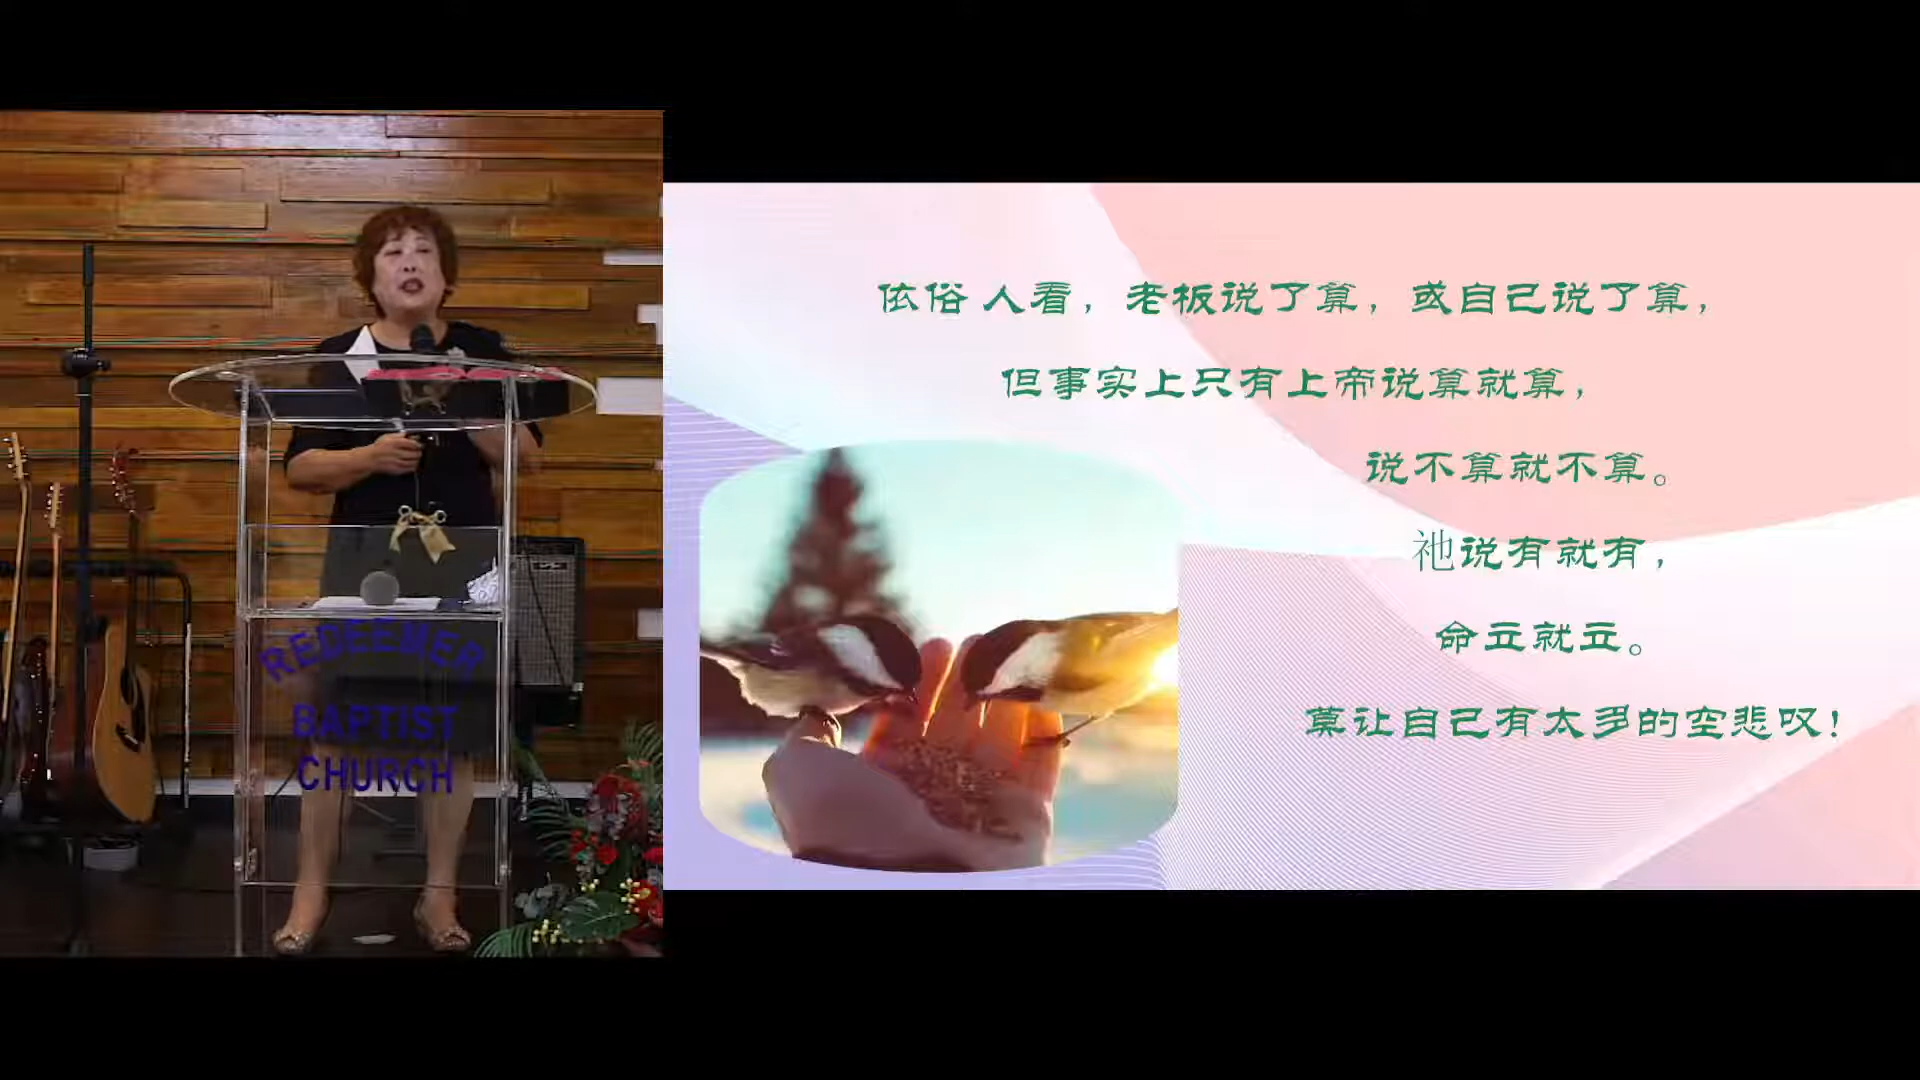 依俗人看，老板说了算，或自己说了算，
但事实上只有上帝说算就算，
说不算就不算。
祂说有就有，
命立就立。
莫让自己有太多的空悲叹！
REDEEMER
BAPTIST
CHURCH